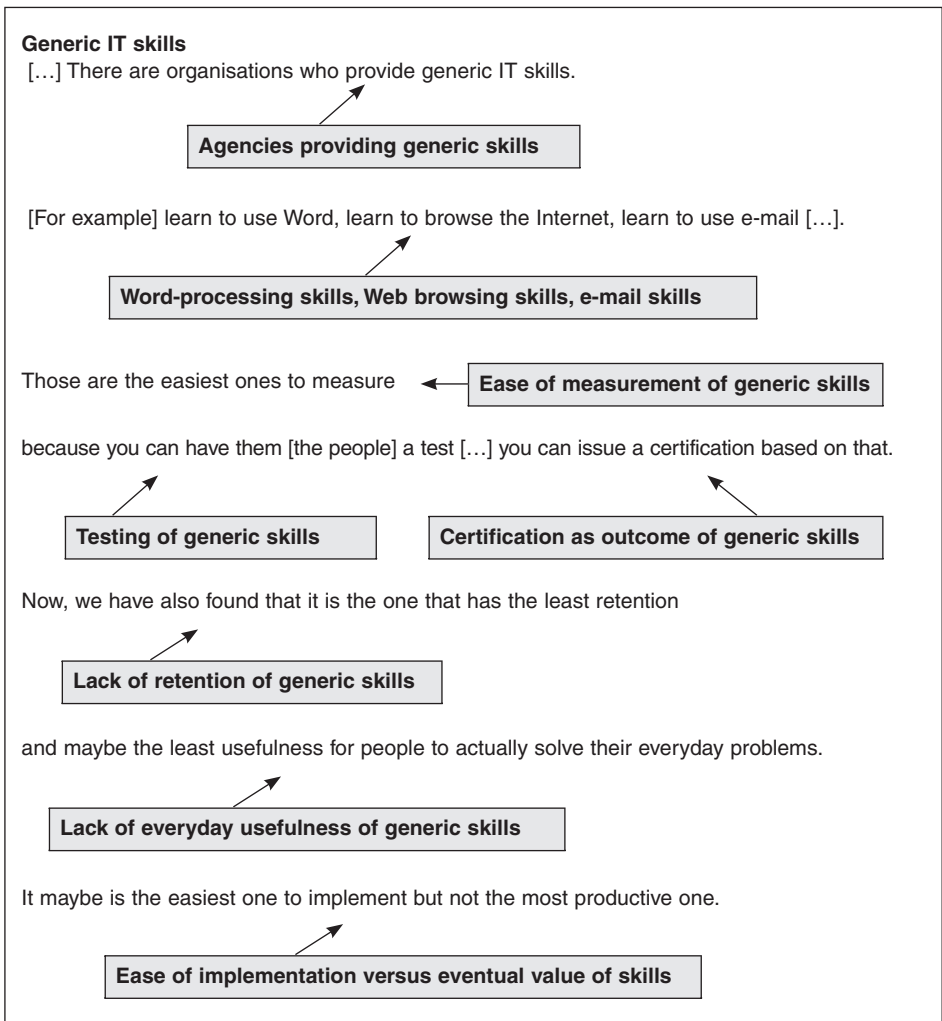 Generic IT skills
[…] There are organisations who provide generic IT skills.
Agencies providing generic skills
[For example] learn to use Word, learn to browse the Internet, learn to use e-mail […].
Word-processing skills, Web browsing skills, e-mail skills
Those are the easiest ones to measure
Ease of measurement of generic skills
because you can have them [the people] a test […] you can issue a certification based on that.
Testing of generic skills
Certification as outcome of generic skills
Now, we have also found that it is the one that has the least retention
Lack of retention of generic skills
and maybe the least usefulness for people to actually solve their everyday problems.
Lack of everyday usefulness of generic skills
It maybe is the easiest one to implement but not the most productive one.
Ease of implementation versus eventual value of skills